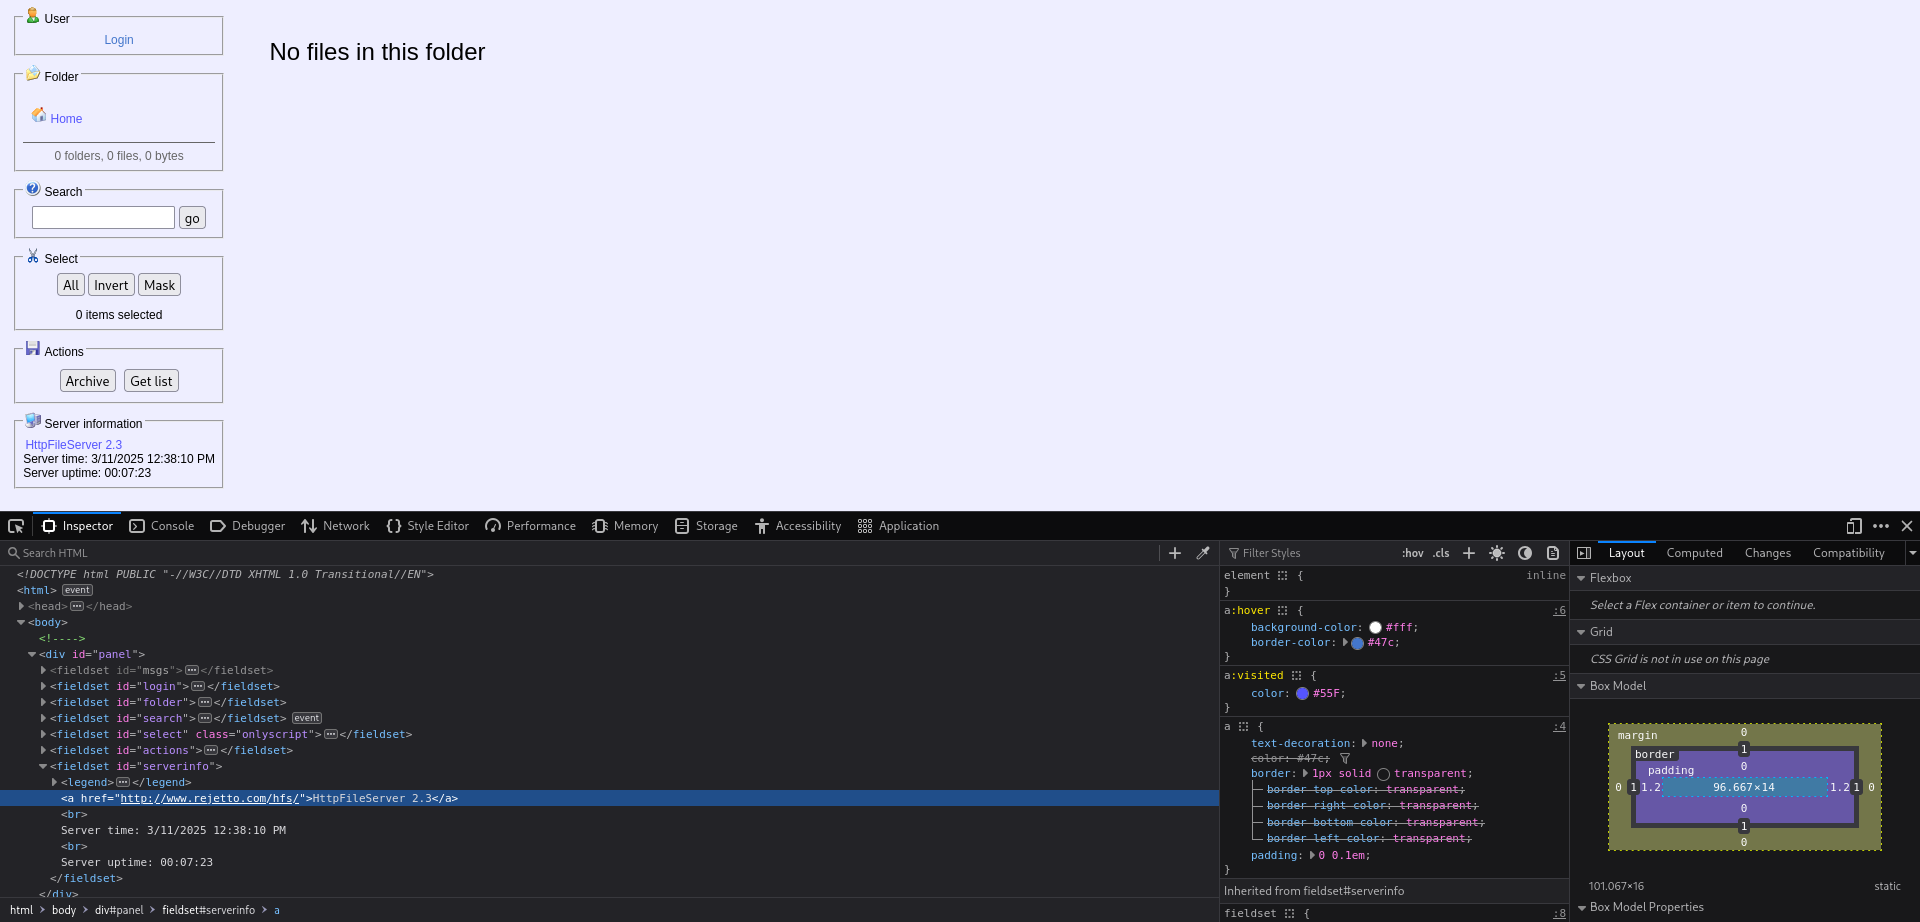 User
Login
Folder
Home
0 folders, 0 files, 0 bytes
Search
go
Select
All Invert Mask
0 items selected
Actions
Archive Get list
Server information
HttpFileServer 2.3
Server time: 3/11/2025 12:38:10 PM
Server uptime: 00:07:23
No files in this folder
Inspector Console Debugger Network Style Editor Performance Memory Storage Accessibility Application
Search HTML
<!DOCTYPE html PUBLIC "-//W3C//DTD XHTML 1.0 Transitional//EN">
<html> event
<head> </head>
<body>
<!---->
<div id="panel">
<fieldset id="msgs"> </fieldset>
<fieldset id="login"> </fieldset>
<fieldset id="folder"> </fieldset>
<fieldset id="search"> </fieldset> event
<fieldset id="select" class="onlyscript"> </fieldset>
<fieldset id="actions"> </fieldset>
<fieldset id="serverinfo">
<legend> </legend>
<a href="http://www.rejetto.com/hfs/">HttpFileServer 2.3</a>
<br>
Server time: 3/11/2025 12:38:10 PM
<br>
Server uptime: 00:07:23
</fieldset>
</div>
html > body > div#panel > fieldset#serverinfo > a
Filter Styles :hov .cls
element { inline
}
a:hover { :6
background-color: #fff;
border-color: #47c;
}
a:visited { :5
color: #55F;
}
a { :4
text-decoration: none;
color: #47c;
border: 1px solid transparent;
border-top-color: transparent;
border-right-color: transparent;
border-bottom-color: transparent;
border-left-color: transparent;
padding: 0 0.1em;
}
Inherited from fieldset#serverinfo
fieldset { :8
Layout Computed Changes Compatibility
Flexbox
Select a Flex container or item to continue.
Grid
CSS Grid is not in use on this page
Box Model
margin 0
border 1
padding 0
0 1 1.2 96.667×14 1.2 1 0
0
1
0
101.067×16 static
Box Model Properties